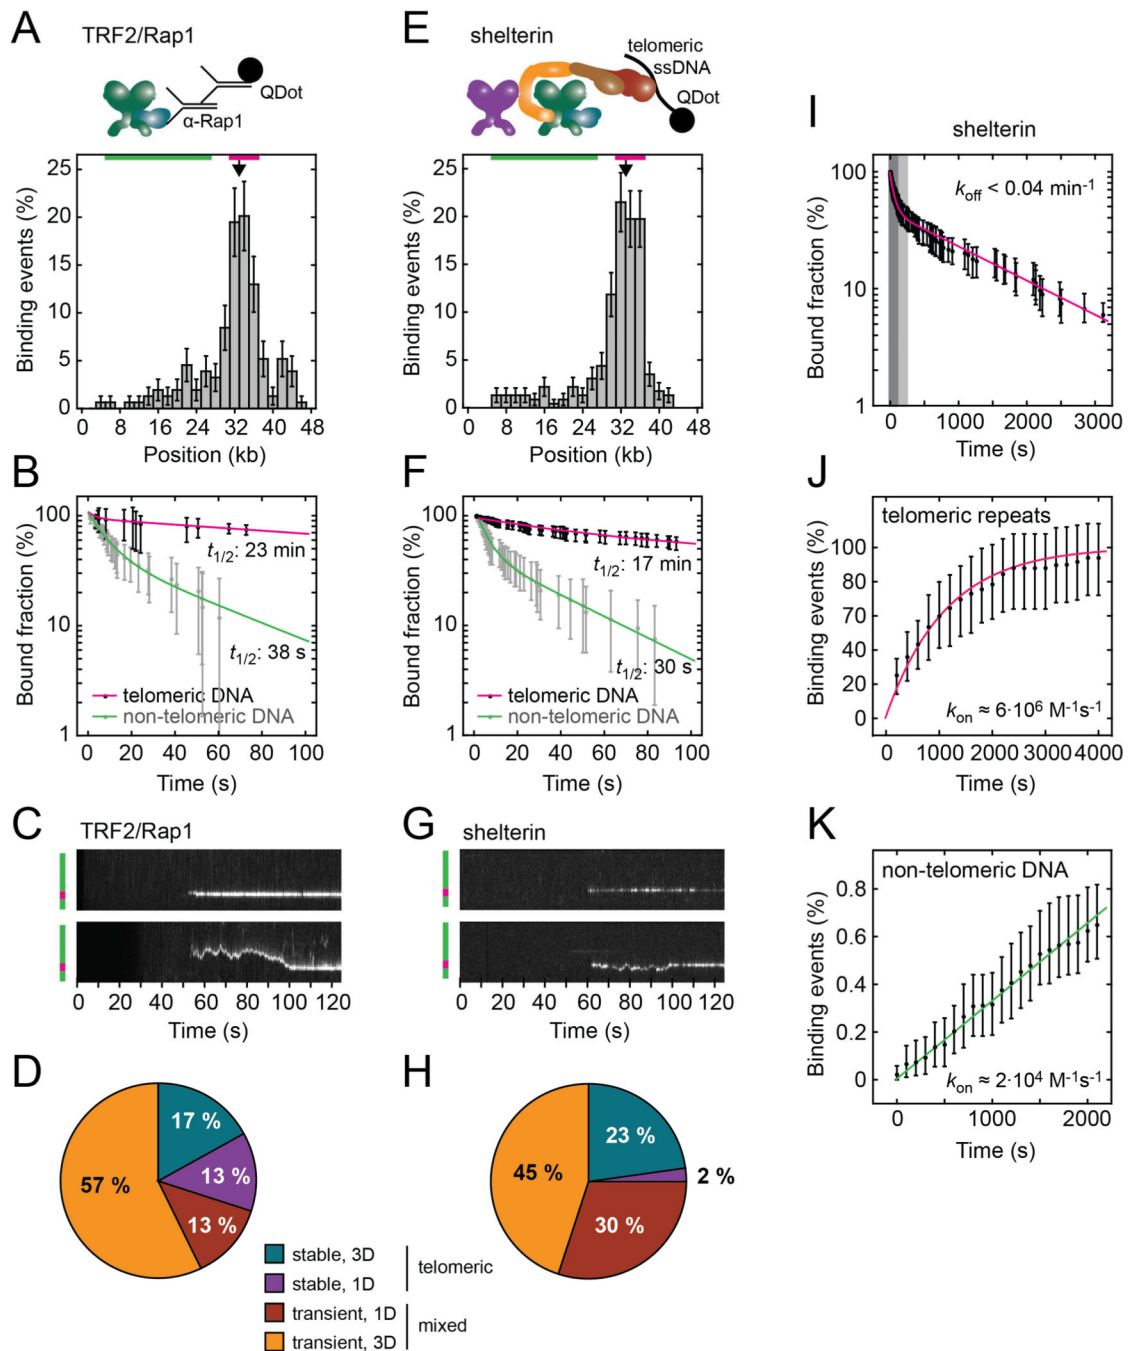 A
TRF2/Rap1
QDot
α-Rap1
25
20
15
10
5
0
Binding events (%)
0 8 16 24 32 40 48
Position (kb)
B
100
10
1
Bound fraction (%)
t1/2: 23 min
t1/2: 38 s
telomeric DNA
non-telomeric DNA
0 20 40 60 80 100
Time (s)
C
TRF2/Rap1
0 20 40 60 80 100 120
Time (s)
D
17 %
13 %
13 %
57 %
stable, 3D
stable, 1D
telomeric
transient, 1D
transient, 3D
mixed
E
shelterin
telomeric
ssDNA
QDot
25
20
15
10
5
0
Binding events (%)
0 8 16 24 32 40 48
Position (kb)
F
100
10
1
Bound fraction (%)
t1/2: 17 min
t1/2: 30 s
telomeric DNA
non-telomeric DNA
0 20 40 60 80 100
Time (s)
G
shelterin
0 20 40 60 80 100 120
Time (s)
H
23 %
2 %
30 %
45 %
I
shelterin
100
10
1
Bound fraction (%)
koff < 0.04 min-1
0 1000 2000 3000
Time (s)
J
telomeric repeats
100
80
70
60
40
20
0
Binding events (%)
kon ≈ 6·10⁶ M-1s-1
0 1000 2000 3000 4000
Time (s)
K
non-telomeric DNA
0.8
0.6
0.4
0.2
0
Binding events (%)
kon ≈ 2·10⁴ M-1s-1
0 1000 2000
Time (s)